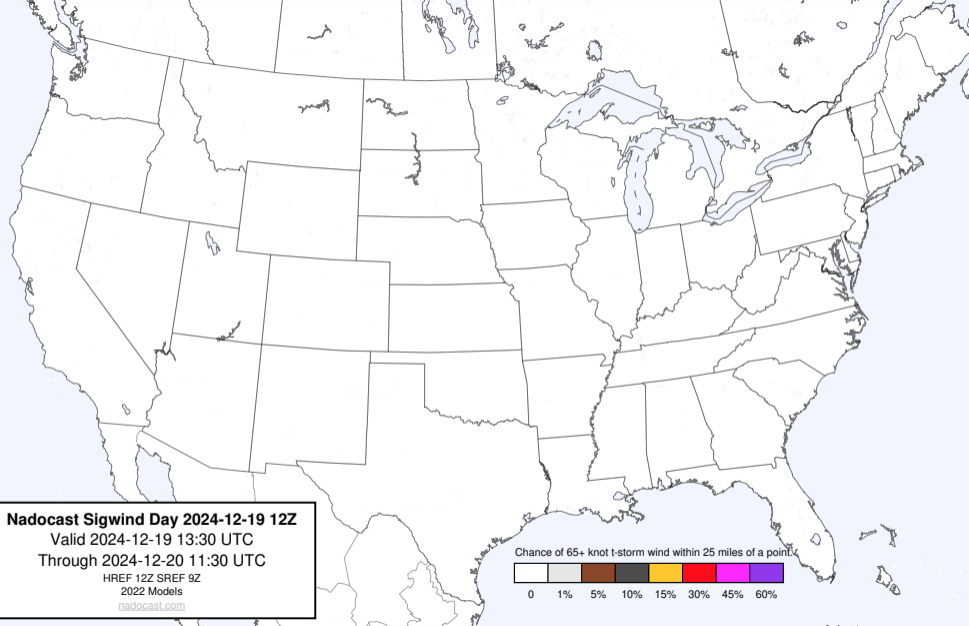 Nadocast Sigwind Day 2024-12-19 12Z
Valid 2024-12-19 13:30 UTC
Through 2024-12-20 11:30 UTC
HREF 12Z SREF 9Z
2022 Models
nadocast.com
Chance of 65+ knot t-storm wind within 25 miles of a point.
0 1% 5% 10% 15% 30% 45% 60%